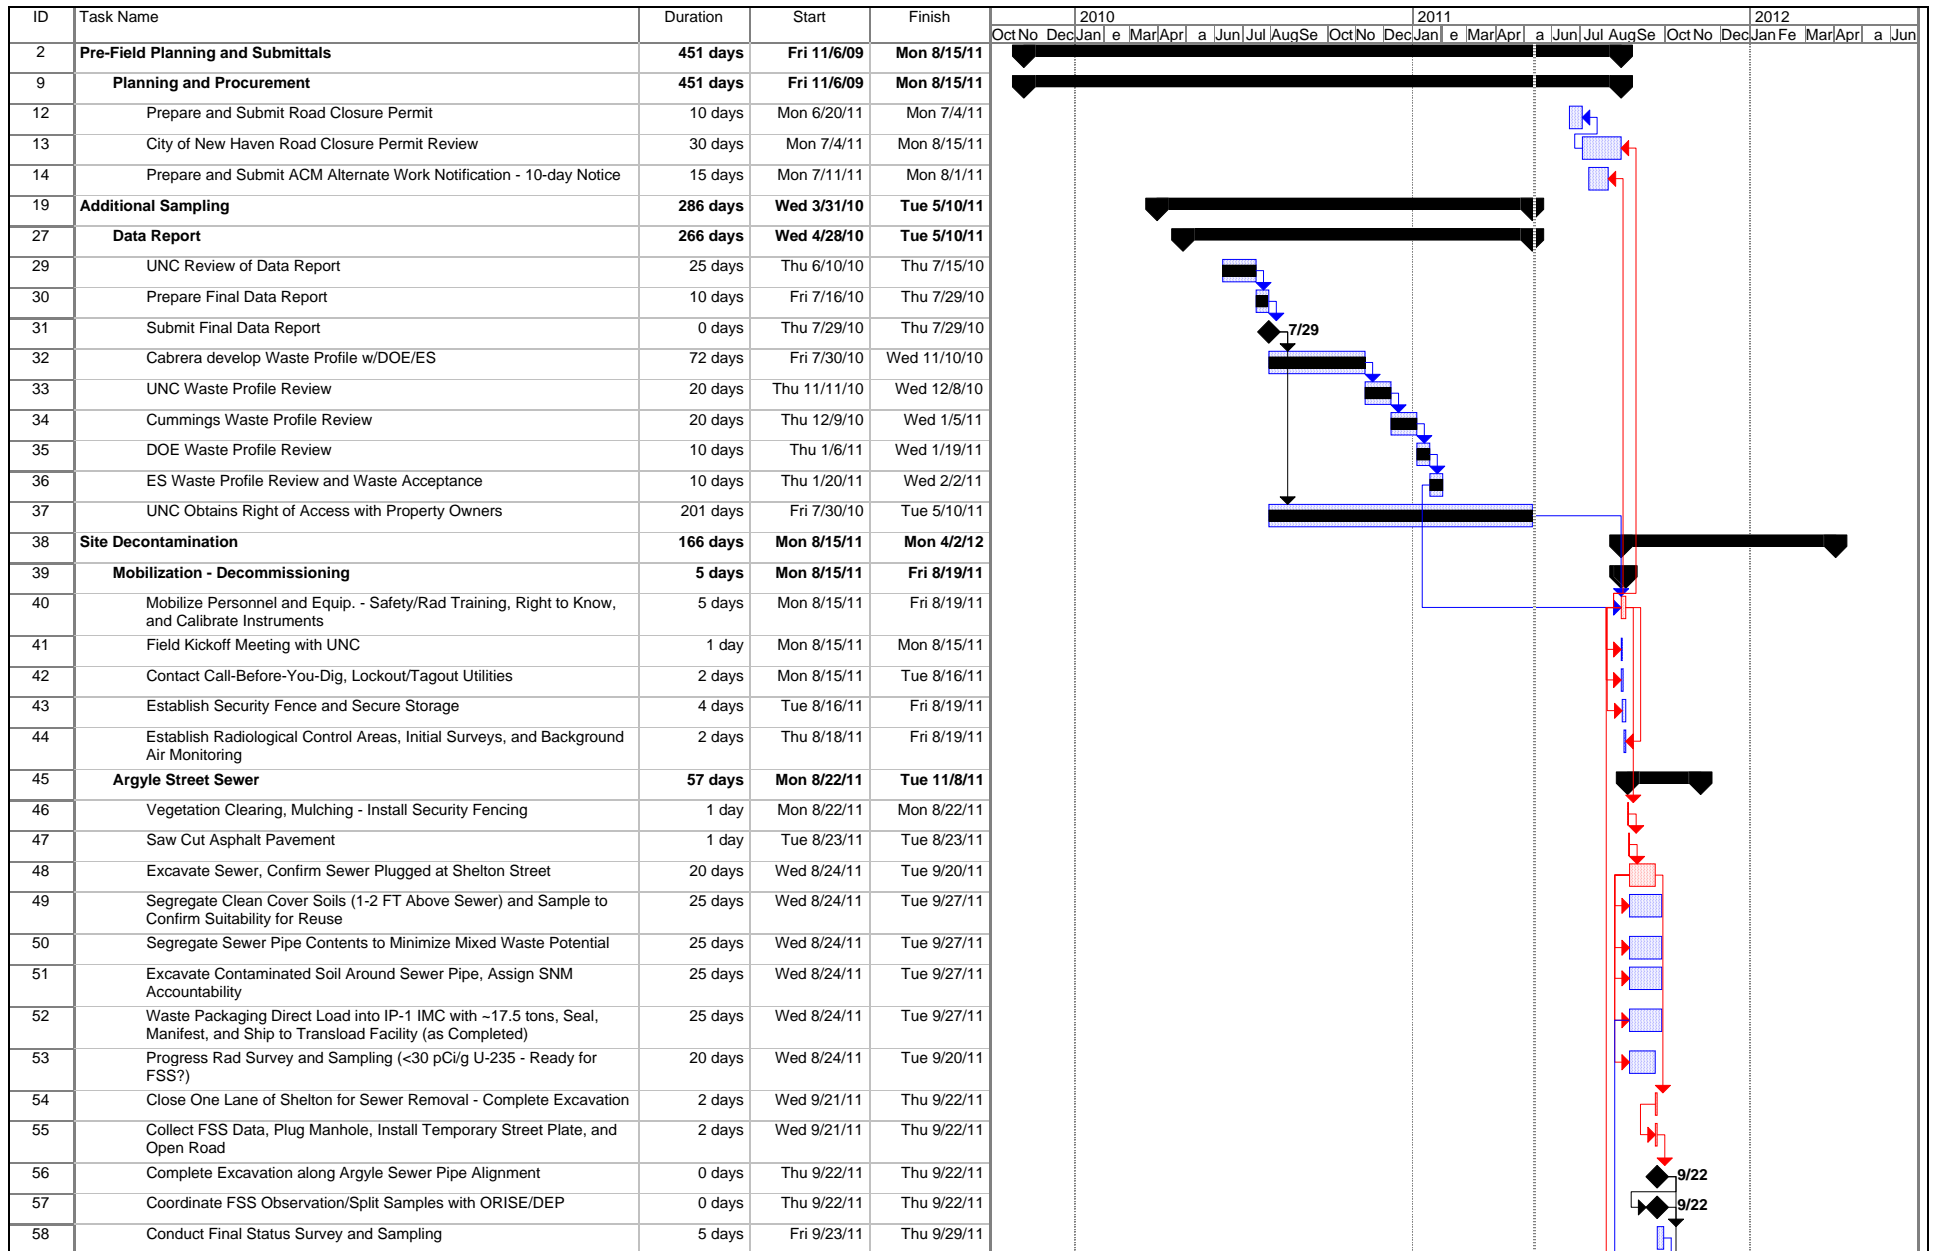 ID Task Name Duration Start Finish 2010 2011 2012
Oct No Dec Jan e Mar Apr a Jun Jul Aug Se Oct No Dec Jan e Mar Apr a Jun Jul Aug Se Oct No Dec Jan Fe Mar Apr a Jun
2 Pre-Field Planning and Submittals 451 days Fri 11/6/09 Mon 8/15/11
9 Planning and Procurement 451 days Fri 11/6/09 Mon 8/15/11
12 Prepare and Submit Road Closure Permit 10 days Mon 6/20/11 Mon 7/4/11
13 City of New Haven Road Closure Permit Review 30 days Mon 7/4/11 Mon 8/15/11
14 Prepare and Submit ACM Alternate Work Notification - 10-day Notice 15 days Mon 7/11/11 Mon 8/1/11
19 Additional Sampling 286 days Wed 3/31/10 Tue 5/10/11
27 Data Report 266 days Wed 4/28/10 Tue 5/10/11
29 UNC Review of Data Report 25 days Thu 6/10/10 Thu 7/15/10
30 Prepare Final Data Report 10 days Fri 7/16/10 Thu 7/29/10
31 Submit Final Data Report 0 days Thu 7/29/10 Thu 7/29/10 7/29
32 Cabrera develop Waste Profile w/DOE/ES 72 days Fri 7/30/10 Wed 11/10/10
33 UNC Waste Profile Review 20 days Thu 11/11/10 Wed 12/8/10
34 Cummings Waste Profile Review 20 days Thu 12/9/10 Wed 1/5/11
35 DOE Waste Profile Review 10 days Thu 1/6/11 Wed 1/19/11
36 ES Waste Profile Review and Waste Acceptance 10 days Thu 1/20/11 Wed 2/2/11
37 UNC Obtains Right of Access with Property Owners 201 days Fri 7/30/10 Tue 5/10/11
38 Site Decontamination 166 days Mon 8/15/11 Mon 4/2/12
39 Mobilization - Decommissioning 5 days Mon 8/15/11 Fri 8/19/11
40 Mobilize Personnel and Equip. - Safety/Rad Training, Right to Know, 5 days Mon 8/15/11 Fri 8/19/11
and Calibrate Instruments
41 Field Kickoff Meeting with UNC 1 day Mon 8/15/11 Mon 8/15/11
42 Contact Call-Before-You-Dig, Lockout/Tagout Utilities 2 days Mon 8/15/11 Tue 8/16/11
43 Establish Security Fence and Secure Storage 4 days Tue 8/16/11 Fri 8/19/11
44 Establish Radiological Control Areas, Initial Surveys, and Background 2 days Thu 8/18/11 Fri 8/19/11
Air Monitoring
45 Argyle Street Sewer 57 days Mon 8/22/11 Tue 11/8/11
46 Vegetation Clearing, Mulching - Install Security Fencing 1 day Mon 8/22/11 Mon 8/22/11
47 Saw Cut Asphalt Pavement 1 day Tue 8/23/11 Tue 8/23/11
48 Excavate Sewer, Confirm Sewer Plugged at Shelton Street 20 days Wed 8/24/11 Tue 9/20/11
49 Segregate Clean Cover Soils (1-2 FT Above Sewer) and Sample to 25 days Wed 8/24/11 Tue 9/27/11
Confirm Suitability for Reuse
50 Segregate Sewer Pipe Contents to Minimize Mixed Waste Potential 25 days Wed 8/24/11 Tue 9/27/11
51 Excavate Contaminated Soil Around Sewer Pipe, Assign SNM 25 days Wed 8/24/11 Tue 9/27/11
Accountability
52 Waste Packaging Direct Load into IP-1 IMC with ~17.5 tons, Seal, 25 days Wed 8/24/11 Tue 9/27/11
Manifest, and Ship to Transload Facility (as Completed)
53 Progress Rad Survey and Sampling (<30 pCi/g U-235 - Ready for 20 days Wed 8/24/11 Tue 9/20/11
FSS?)
54 Close One Lane of Shelton for Sewer Removal - Complete Excavation 2 days Wed 9/21/11 Thu 9/22/11
55 Collect FSS Data, Plug Manhole, Install Temporary Street Plate, and 2 days Wed 9/21/11 Thu 9/22/11
Open Road
56 Complete Excavation along Argyle Sewer Pipe Alignment 0 days Thu 9/22/11 Thu 9/22/11 9/22
57 Coordinate FSS Observation/Split Samples with ORISE/DEP 0 days Thu 9/22/11 Thu 9/22/11 9/22
58 Conduct Final Status Survey and Sampling 5 days Fri 9/23/11 Thu 9/29/11